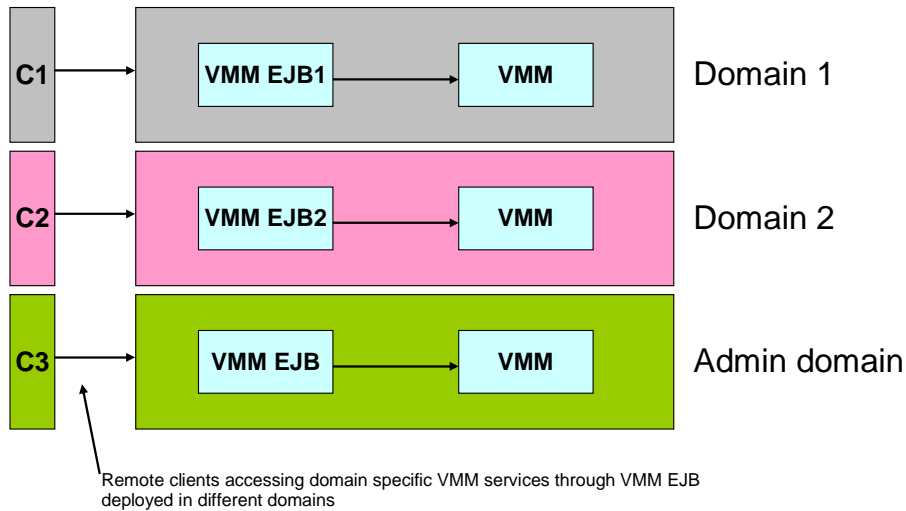 C1
VMM EJB1
VMM
Domain 1
C2
VMM EJB2
VMM
Domain 2
C3
VMM EJB
VMM
Admin domain
Remote clients accessing domain specific VMM services through VMM EJB
deployed in different domains